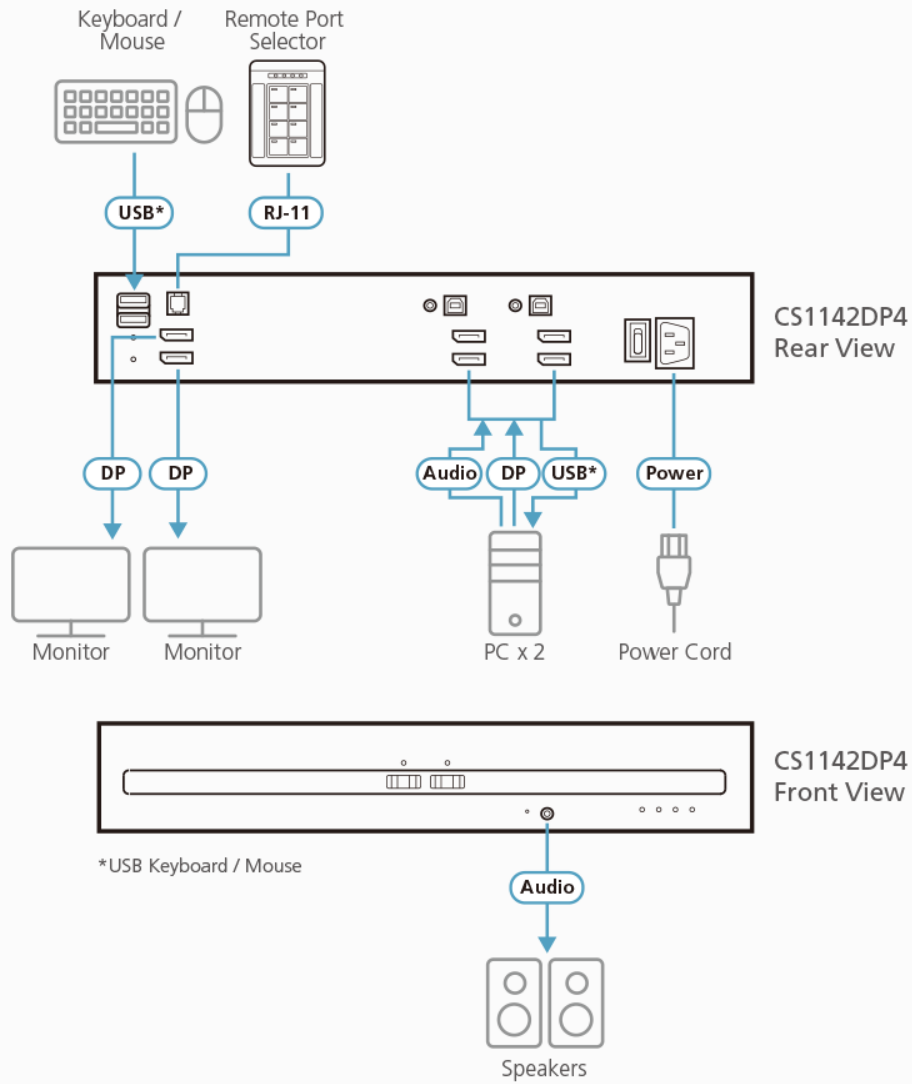 Keyboard /
Mouse
Remote Port
Selector
USB*
RJ-11
CS1142DP4
Rear View
DP
DP
Audio
DP
USB*
Power
Monitor
Monitor
PC x 2
Power Cord
CS1142DP4
Front View
*USB Keyboard / Mouse
Audio
Speakers